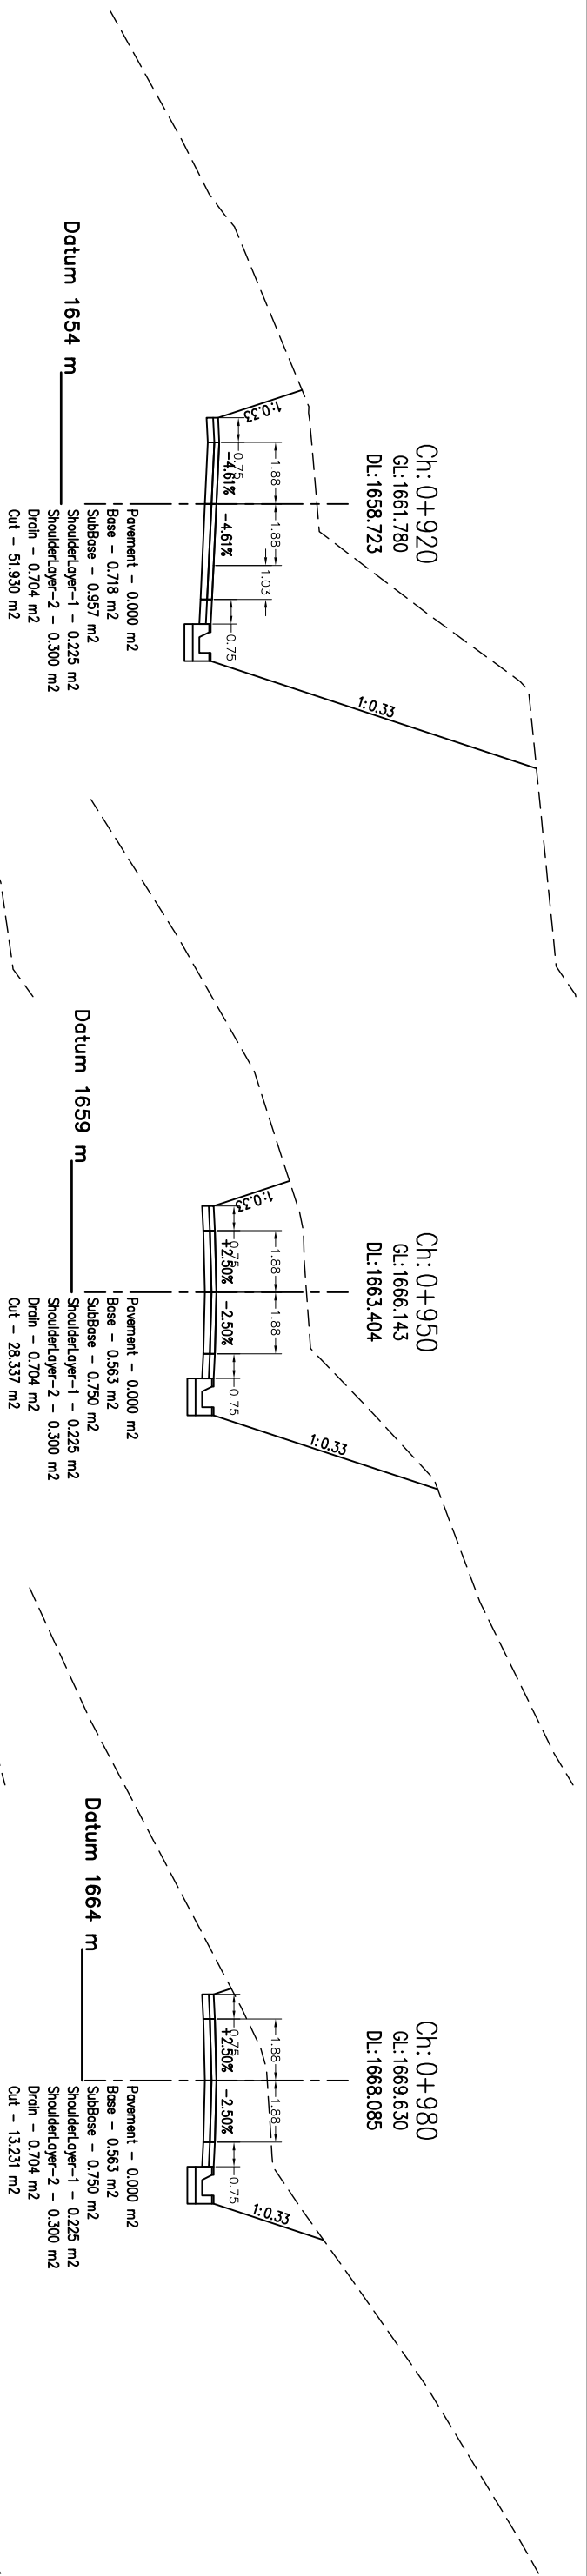 Ch: 0+920
GL:1661.780
DL:1658.723
1:0.33
1.88
1.88
1.03
0.75
-4.61%
-4.61%
0.75
1:0.33
Datum 1654 m
Pavement - 0.000 m2
Base - 0.718 m2
SubBase - 0.957 m2
ShoulderLayer-1 - 0.225 m2
ShoulderLayer-2 - 0.300 m2
Drain - 0.704 m2
Cut - 51.930 m2
Ch: 0+950
GL:1666.143
DL:1663.404
1:0.33
1.88
1.88
0.75
+2.50%
-2.50%
0.75
1:0.33
Datum 1659 m
Pavement - 0.000 m2
Base - 0.563 m2
SubBase - 0.750 m2
ShoulderLayer-1 - 0.225 m2
ShoulderLayer-2 - 0.300 m2
Drain - 0.704 m2
Cut - 28.337 m2
Ch: 0+980
GL:1669.630
DL:1668.085
1.88
1.88
0.75
+2.50%
-2.50%
0.75
1:0.33
Datum 1664 m
Pavement - 0.000 m2
Base - 0.563 m2
SubBase - 0.750 m2
ShoulderLayer-1 - 0.225 m2
ShoulderLayer-2 - 0.300 m2
Drain - 0.704 m2
Cut - 13.231 m2